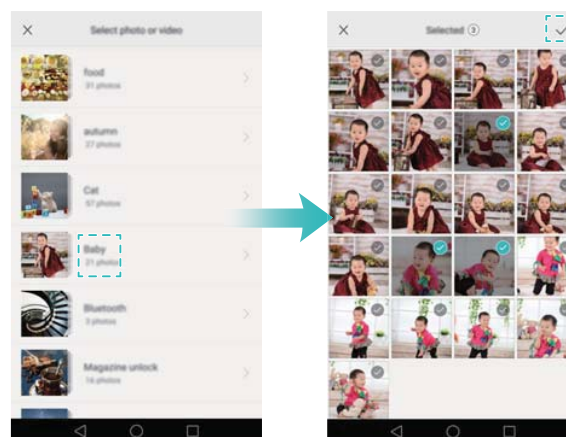 Select photo or video
food
31 photos
autumn
27 photos
Cat
57 photos
Baby
21 photos
Bluetooth
3 photos
Magazine unlock
16 photos
Selected 3